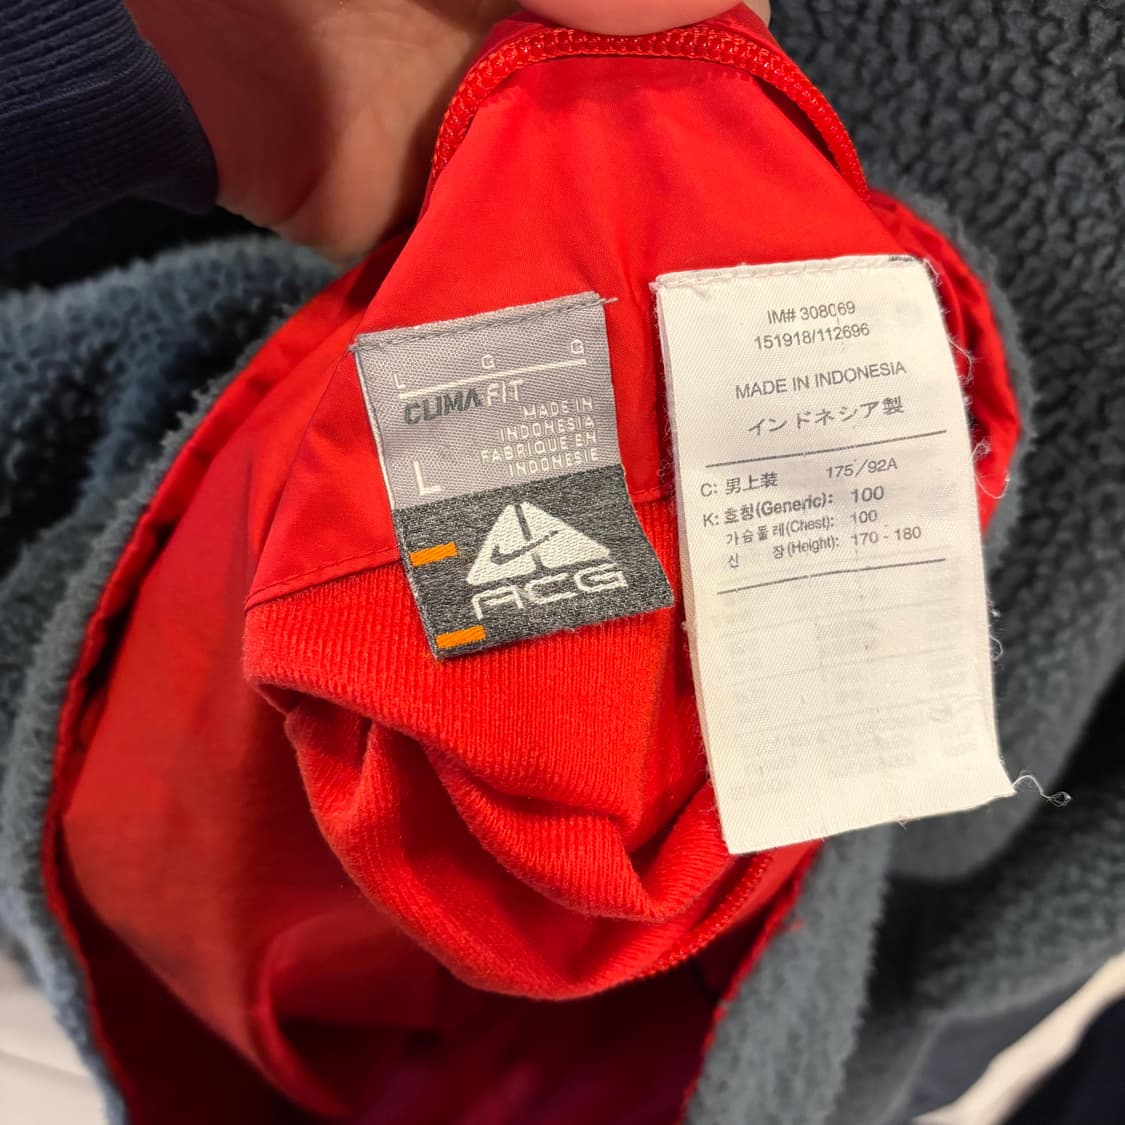 L G G
CLIMAFIT
MADE IN
INDONESIA
FABRIQUE EN
INDONESIE
L
ACG
IM# 308069
151918/112696
MADE IN INDONESIA
インドネシア製
C: 男上装 175/92A
K: 호칭(Generic): 100
가슴둘레(Chest): 100
신 장(Height): 170 - 180